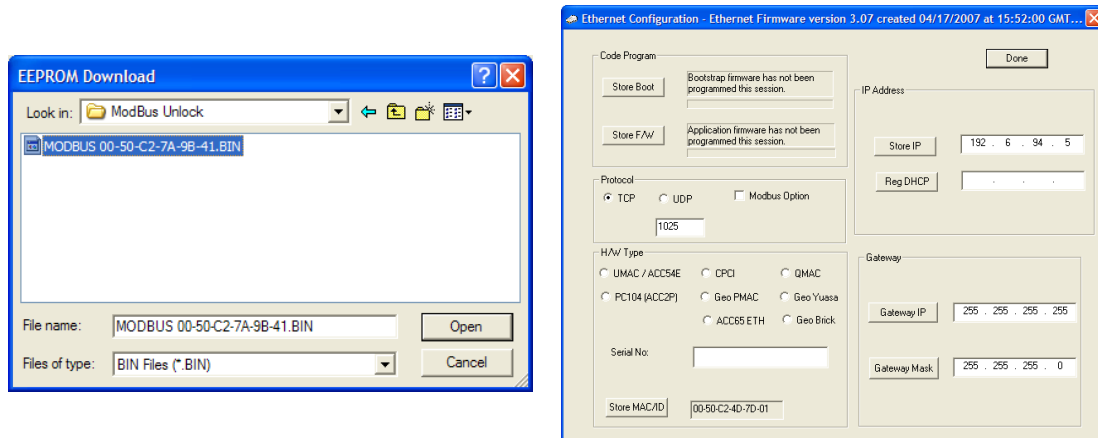 EEPROM Download
Look in: ModBus Unlock
MODBUS 00-50-C2-7A-9B-41.BIN
File name: MODBUS 00-50-C2-7A-9B-41.BIN Open
Files of type: BIN Files (*.BIN) Cancel
Ethernet Configuration - Ethernet Firmware version 3.07 created 04/17/2007 at 15:52:00 GMT...
Done
Code Program
Store Boot
Bootstrap firmware has not been
programmed this session.
Store F/W
Application firmware has not been
programmed this session.
Protocol
TCP UDP Modbus Option
1025
H/W Type
UMAC / ACC54E CPCI QMAC
PC104 (ACC2P) Geo PMAC Geo Yuasa
ACC65 ETH Geo Brick
Serial No:
Store MAC/ID 00-50-C2-4D-7D-01
IP Address
Store IP 192 . 6 . 94 . 5
Reg DHCP . . .
Gateway
Gateway IP 255 . 255 . 255 . 255
Gateway Mask 255 . 255 . 255 . 0